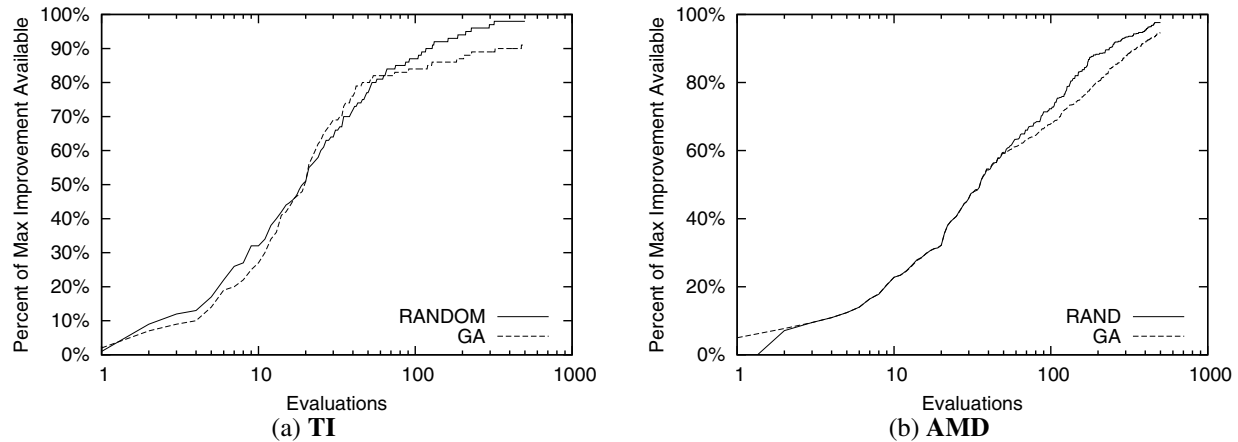 Percent of Max Improvement Available
100%
90%
80%
70%
60%
50%
40%
30%
20%
10%
0%
RANDOM
GA
1
10
100
1000
Evaluations
(a) TI
Percent of Max Improvement Available
100%
80%
60%
40%
20%
0%
RAND
GA
1
10
100
1000
Evaluations
(b) AMD